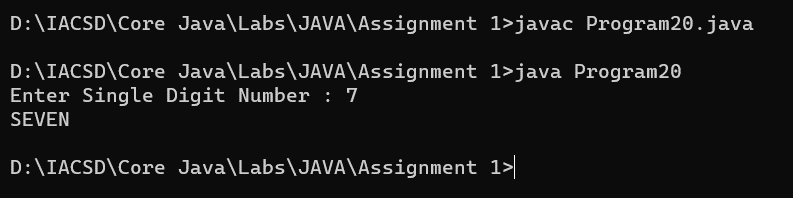 D:\IACSD\Core Java\Labs\JAVA\Assignment 1>javac Program20.java
D:\IACSD\Core Java\Labs\JAVA\Assignment 1>java Program20
Enter Single Digit Number : 7
SEVEN
D:\IACSD\Core Java\Labs\JAVA\Assignment 1>